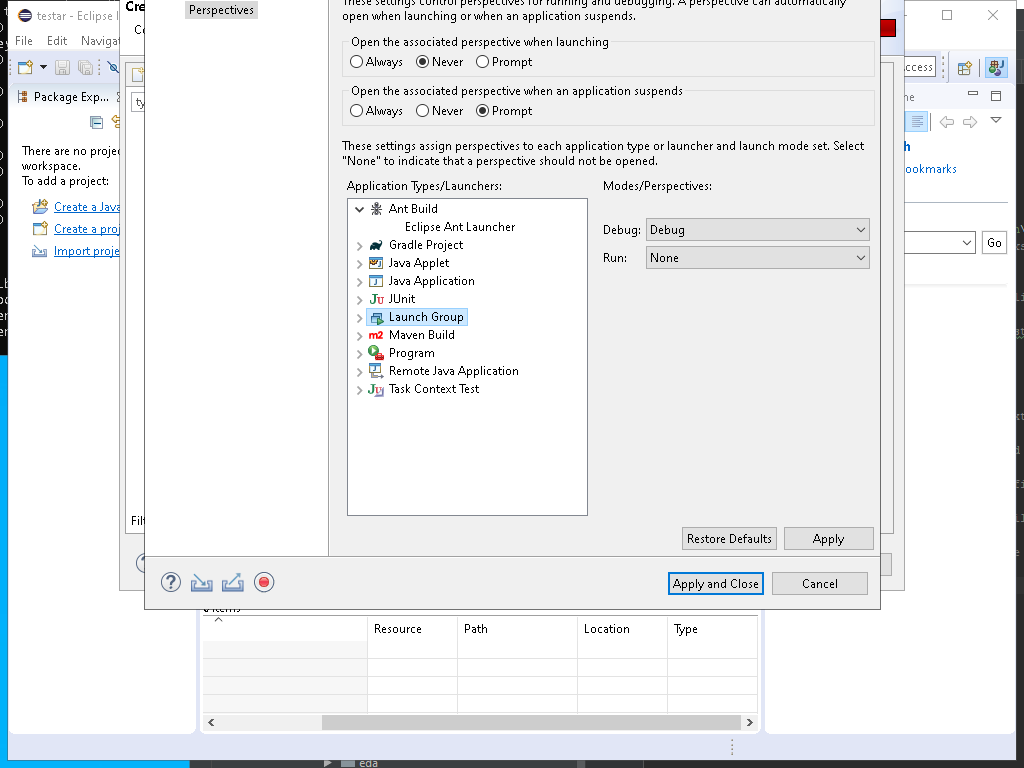 testar - Eclipse I
Cre
Perspectives
These settings control perspectives for running and debugging. A perspective can automatically
open when launching or when an application suspends.
File Edit Navigat
Open the associated perspective when launching
Always Never Prompt
ccess
Open the associated perspective when an application suspends
Package Exp...
ty
Always Never Prompt
There are no proje
workspace.
To add a project:
These settings assign perspectives to each application type or launcher and launch mode set. Select
"None" to indicate that a perspective should not be opened.
ookmarks
Application Types/Launchers:
Modes/Perspectives:
Create a Java
Create a proj
Import proje
Ant Build
Eclipse Ant Launcher
Gradle Project
Java Applet
Java Application
JUnit
Launch Group
Maven Build
Program
Remote Java Application
Task Context Test
Debug: Debug
Run: None
Go
Filt
Restore Defaults Apply
Apply and Close Cancel
Resource Path Location Type
eda